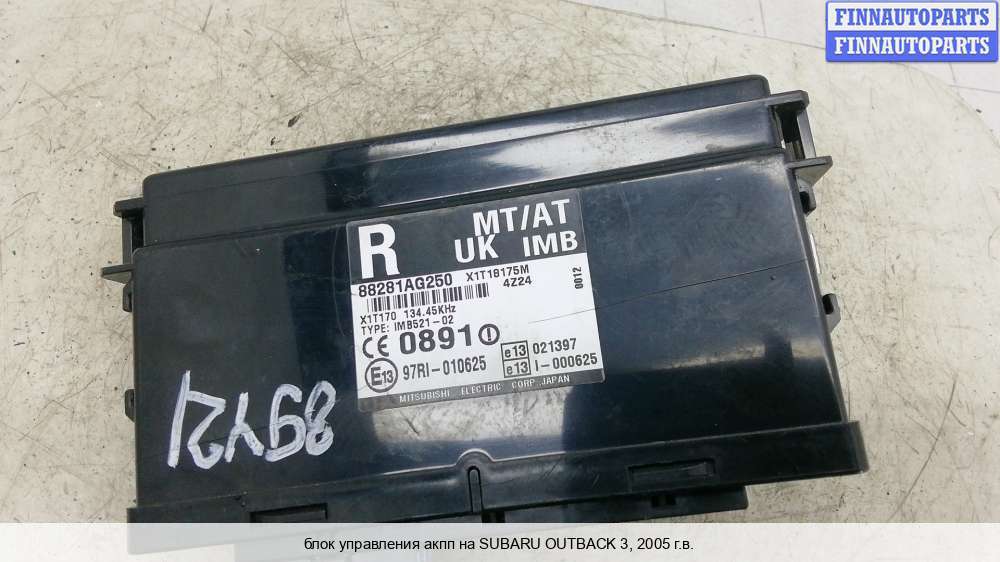 FINNAUTOPARTS
FINNAUTOPARTS
R MT/AT
UK IMB
88281AG250 X1T18175M
4Z24
0012
X1T170 134.45KHz
TYPE: IMB521-02
CE 0891
E13 97RI-010625
e13 021397
e13 I-000625
MITSUBISHI ELECTRIC CORP. JAPAN
блок управления акпп на SUBARU OUTBACK 3, 2005 г.в.